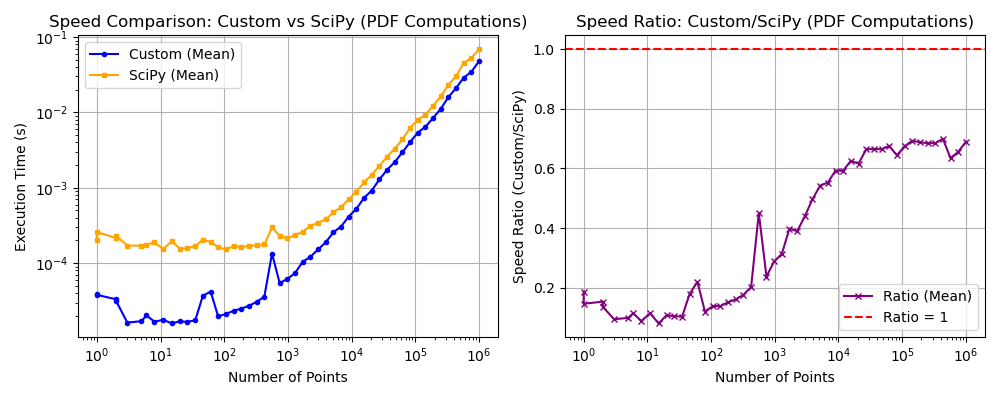 Speed Comparison: Custom vs SciPy (PDF Computations)
10⁻¹
10⁻²
10⁻³
10⁻⁴
Execution Time (s)
Custom (Mean)
SciPy (Mean)
10⁰ 10¹ 10² 10³ 10⁴ 10⁵ 10⁶
Number of Points
Speed Ratio: Custom/SciPy (PDF Computations)
1.0
0.8
0.6
0.4
0.2
Speed Ratio (Custom/SciPy)
Ratio (Mean)
Ratio = 1
10⁰ 10¹ 10² 10³ 10⁴ 10⁵ 10⁶
Number of Points